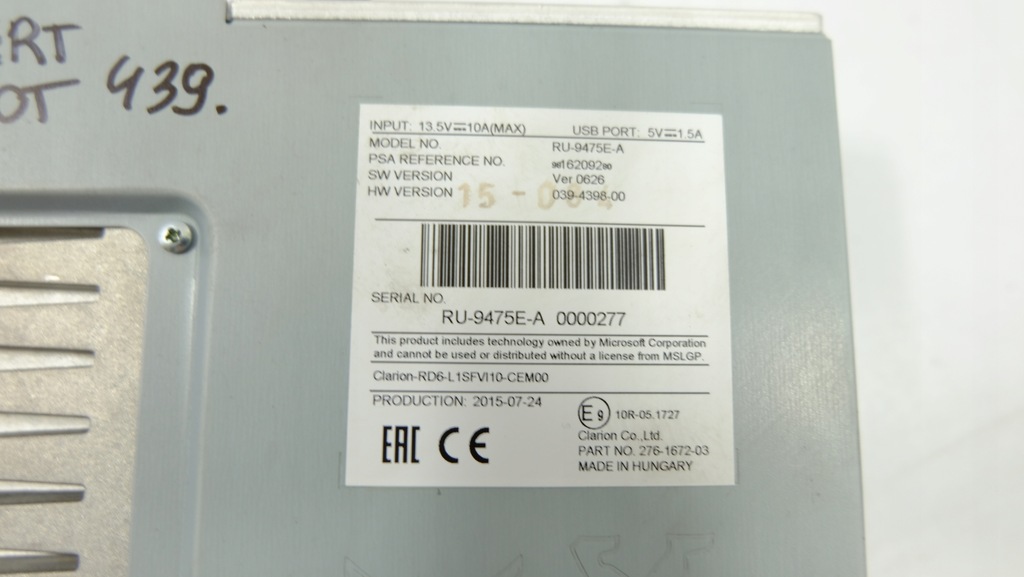 RT
OT 439.
INPUT: 13.5V⎓10A(MAX) USB PORT: 5V⎓1.5A
MODEL NO. RU-9475E-A
PSA REFERENCE NO. 9816209280
SW VERSION Ver 0626
HW VERSION 039-4398-00
15 -
SERIAL NO.
RU-9475E-A 0000277
This product includes technology owned by Microsoft Corporation
and cannot be used or distributed without a license from MSLGP.
Clarion-RD6-L1SFVI10-CEM00
PRODUCTION: 2015-07-24
E9 10R-05.1727
EAC CE
Clarion Co.,Ltd.
PART NO. 276-1672-03
MADE IN HUNGARY